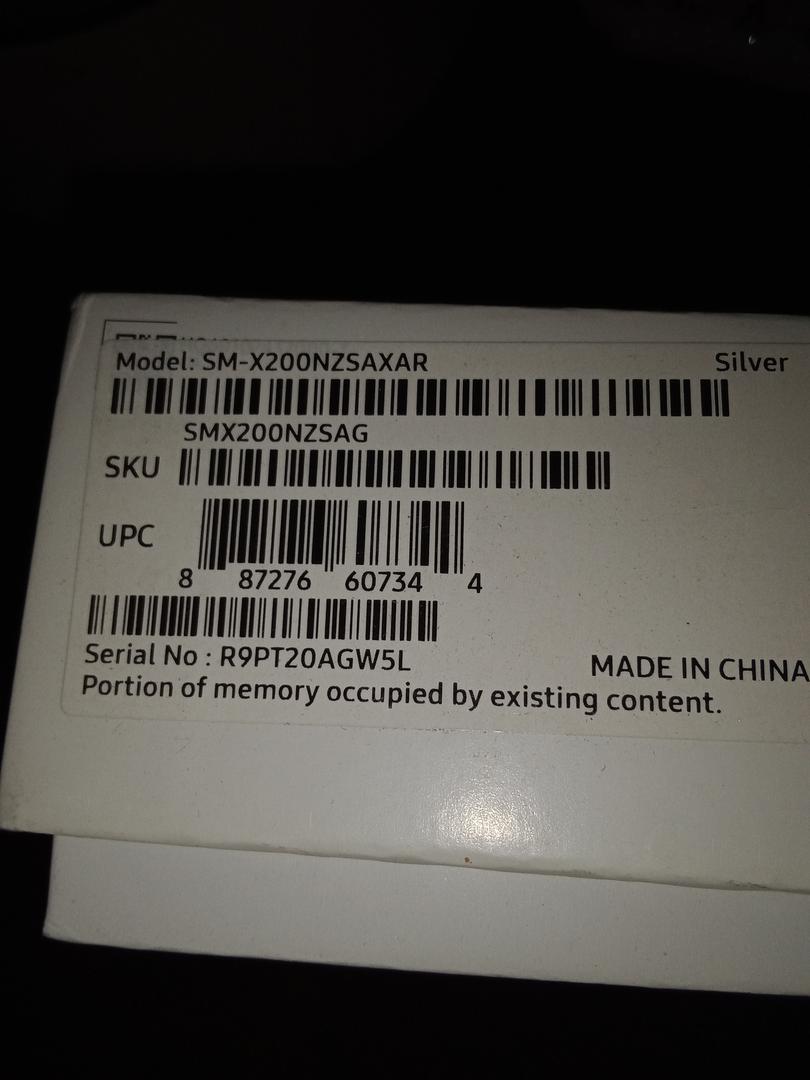 Model: SM-X200NZSAXAR Silver
SMX200NZSAG
SKU
UPC
8 87276 60734 4
Serial No : R9PT20AGW5L
MADE IN CHINA
Portion of memory occupied by existing content.